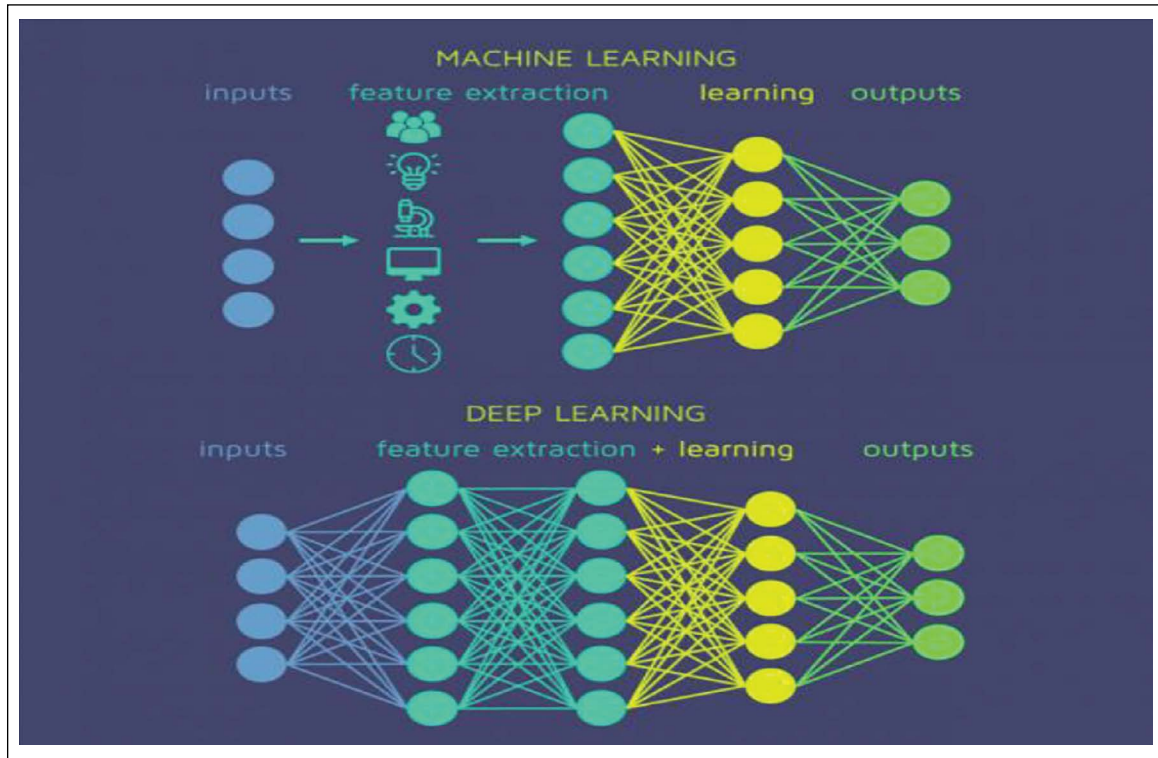 MACHINE LEARNING
inputs feature extraction learning outputs
DEEP LEARNING
inputs feature extraction + learning outputs